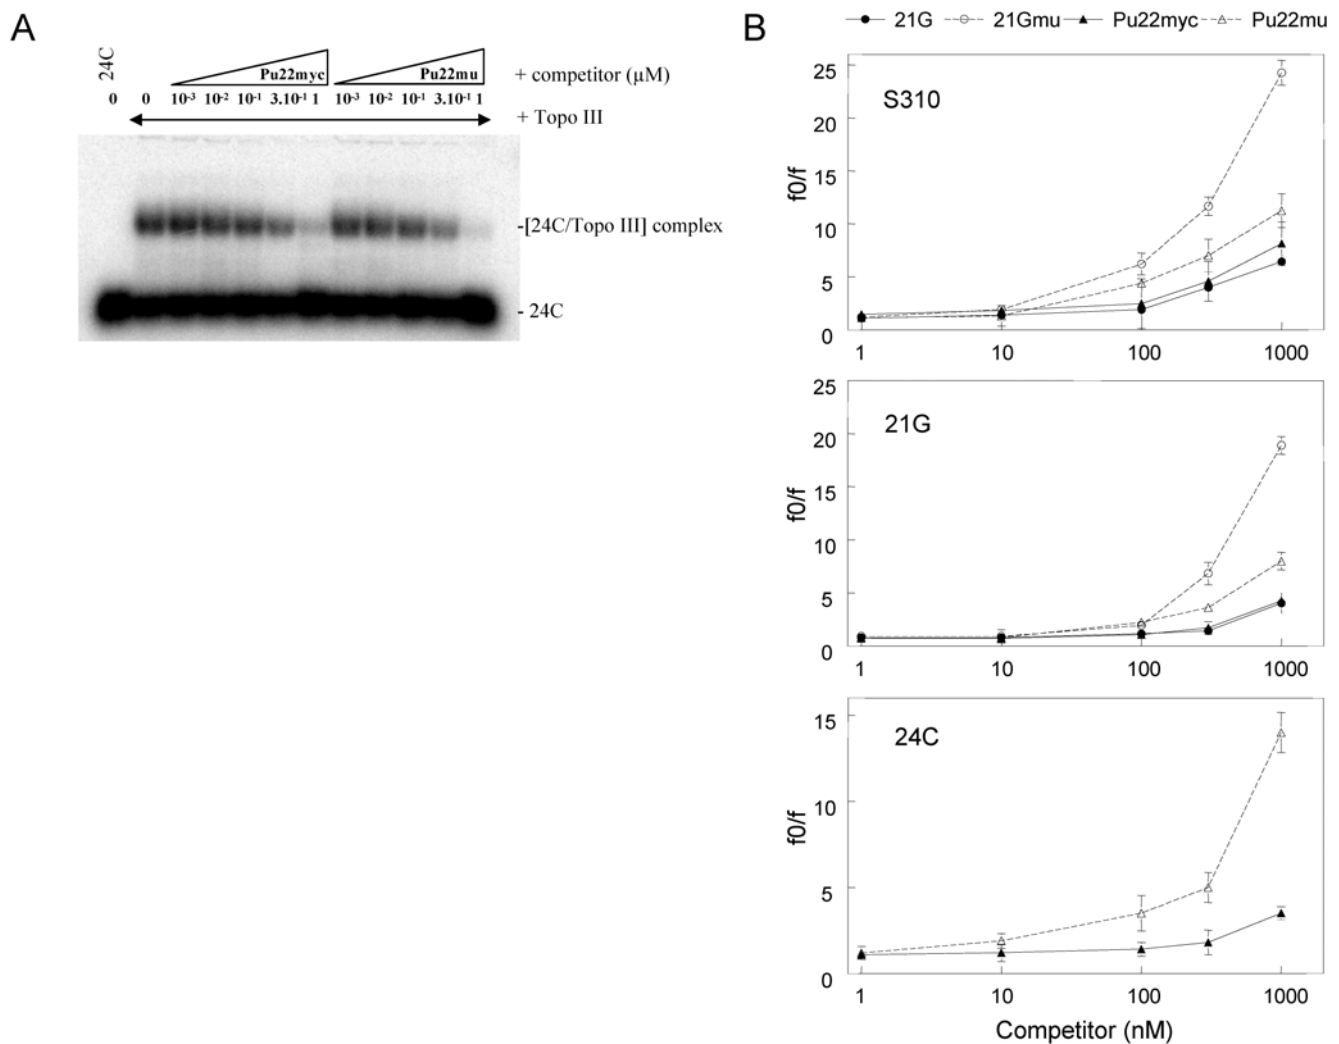 A
24C
Pu22myc
Pu22mu
+ competitor (μM)
0 0 10-3 10-2 10-1 3.10-1 1 10-3 10-2 10-1 3.10-1 1
+ Topo III
-[24C/Topo III] complex
- 24C
B
21G 21Gmu Pu22myc Pu22mu
S310
f0/f
25
20
15
10
5
0
1 10 100 1000
21G
f0/f
25
20
15
10
5
0
1 10 100 1000
24C
f0/f
15
10
5
0
1 10 100 1000
Competitor (nM)